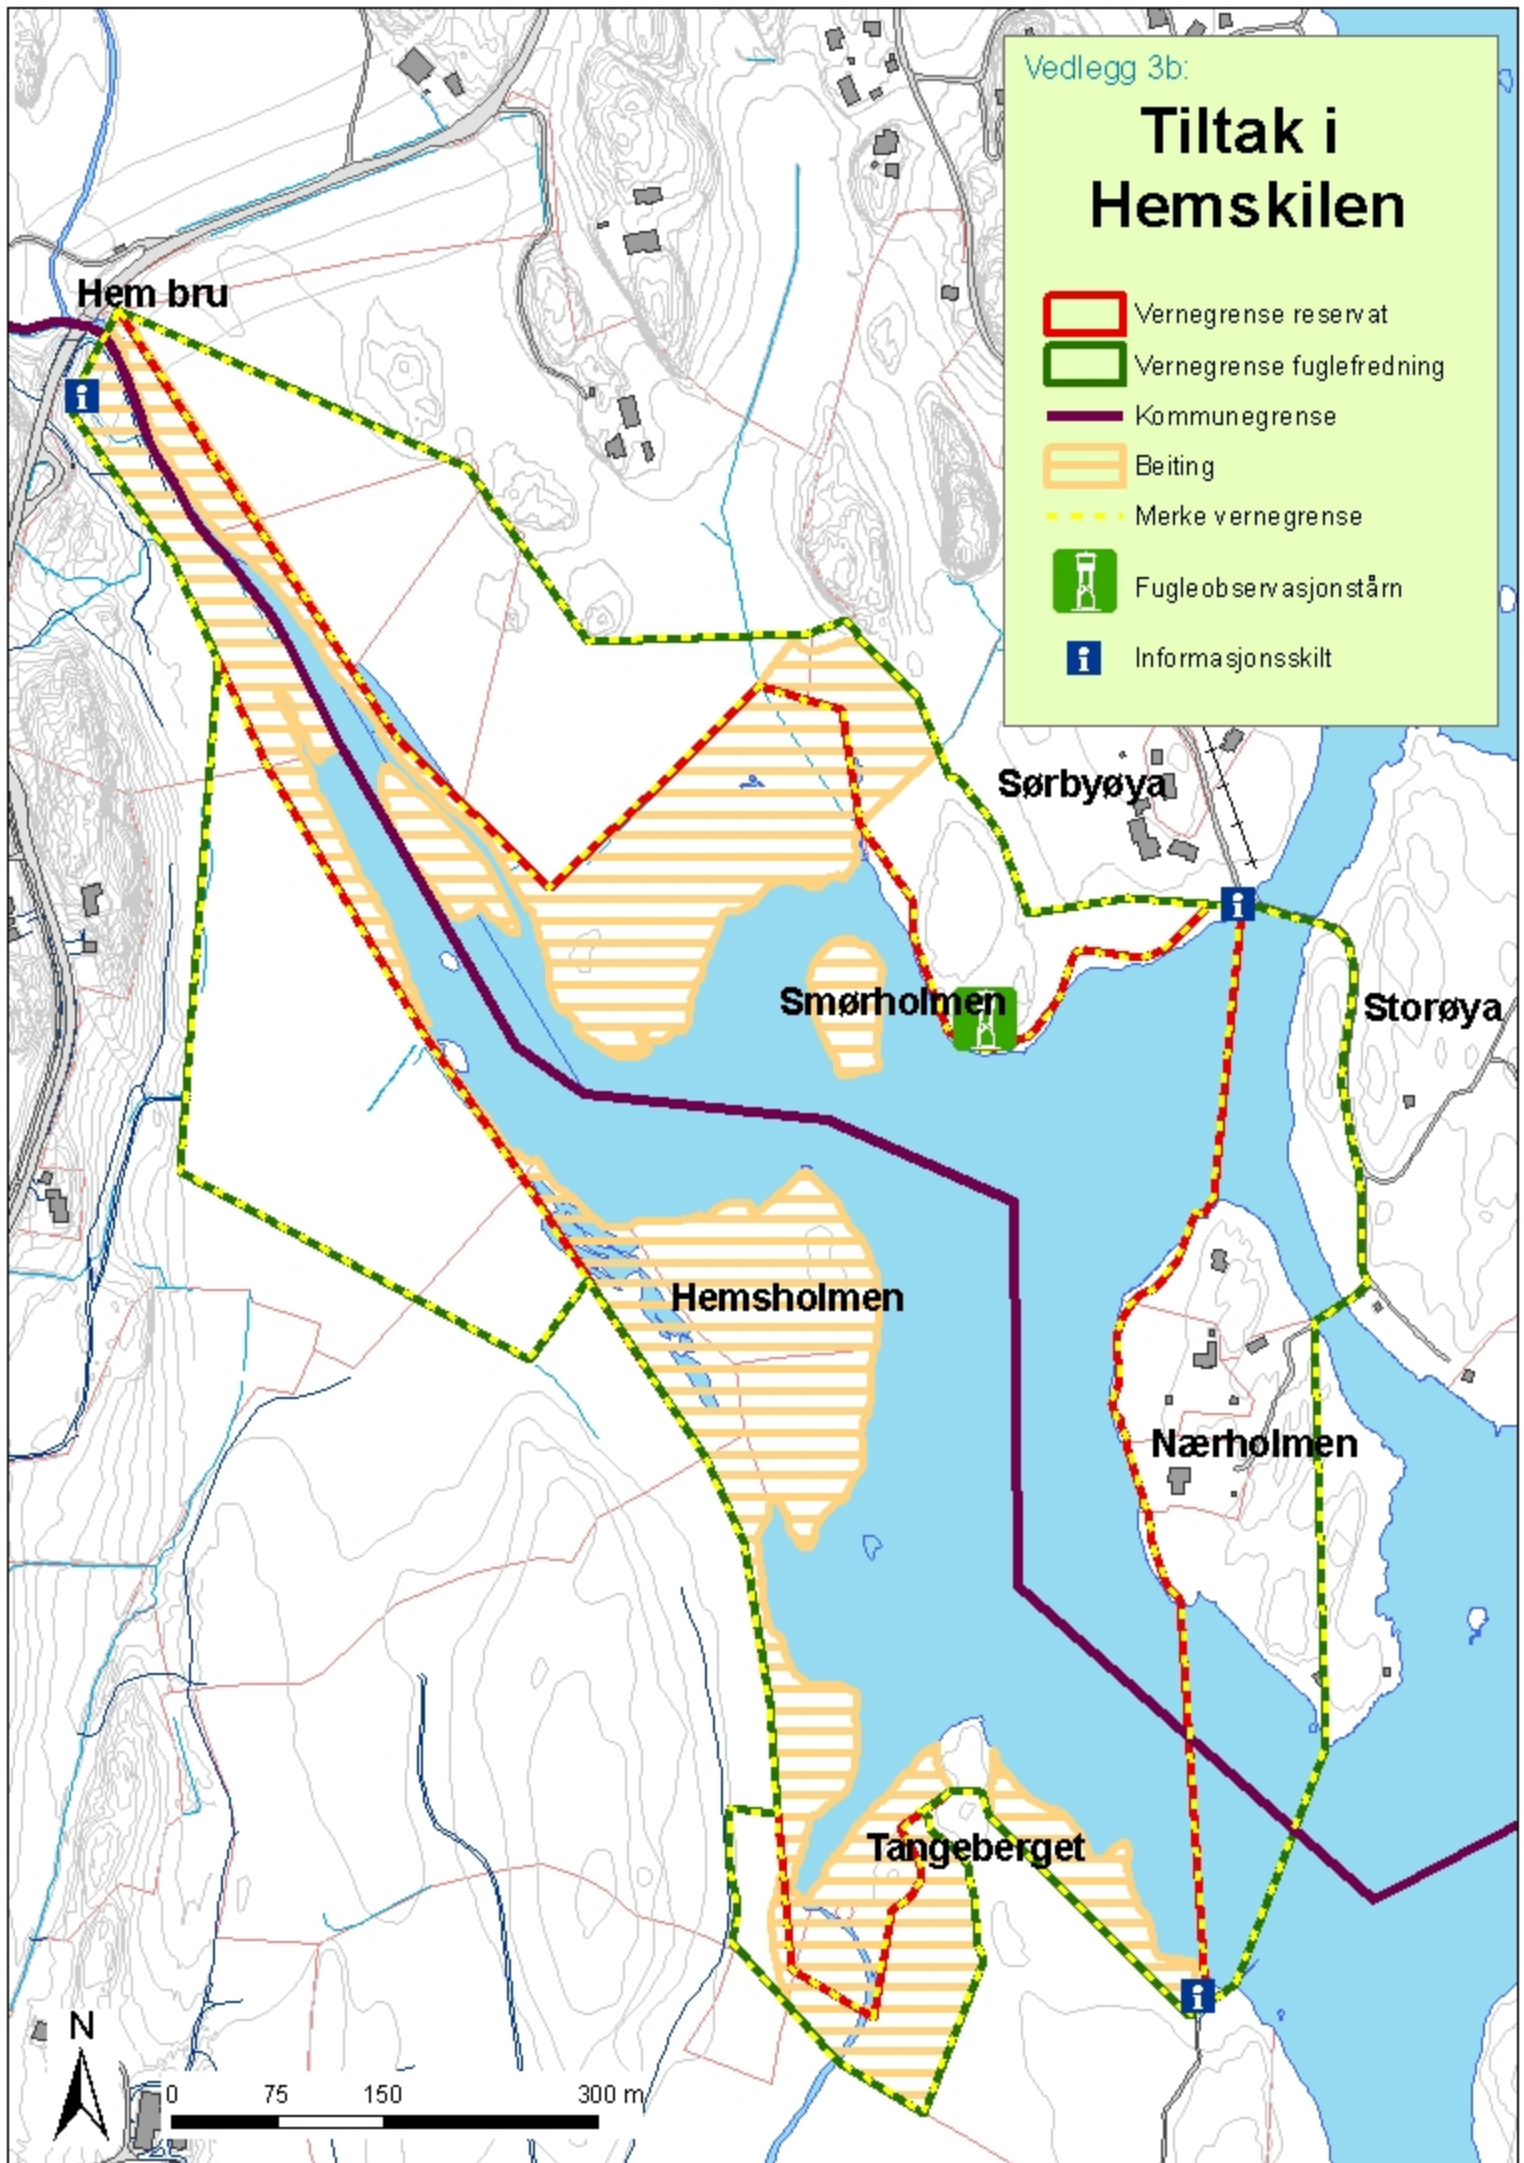 Vedlegg 3b:
Tiltak i
Hemskilen
Vernegrense reservat
Vernegrense fuglefredning
Kommunegrense
Beiting
Merke vernegrense
Fugleobservasjonstårn
i Informasjonsskilt
Hem bru
i
Sørbyøya
i
Smørholmen
Storøya
Hemsholmen
Nærholmen
Tangeberget
i
N
0 75 150 300 m